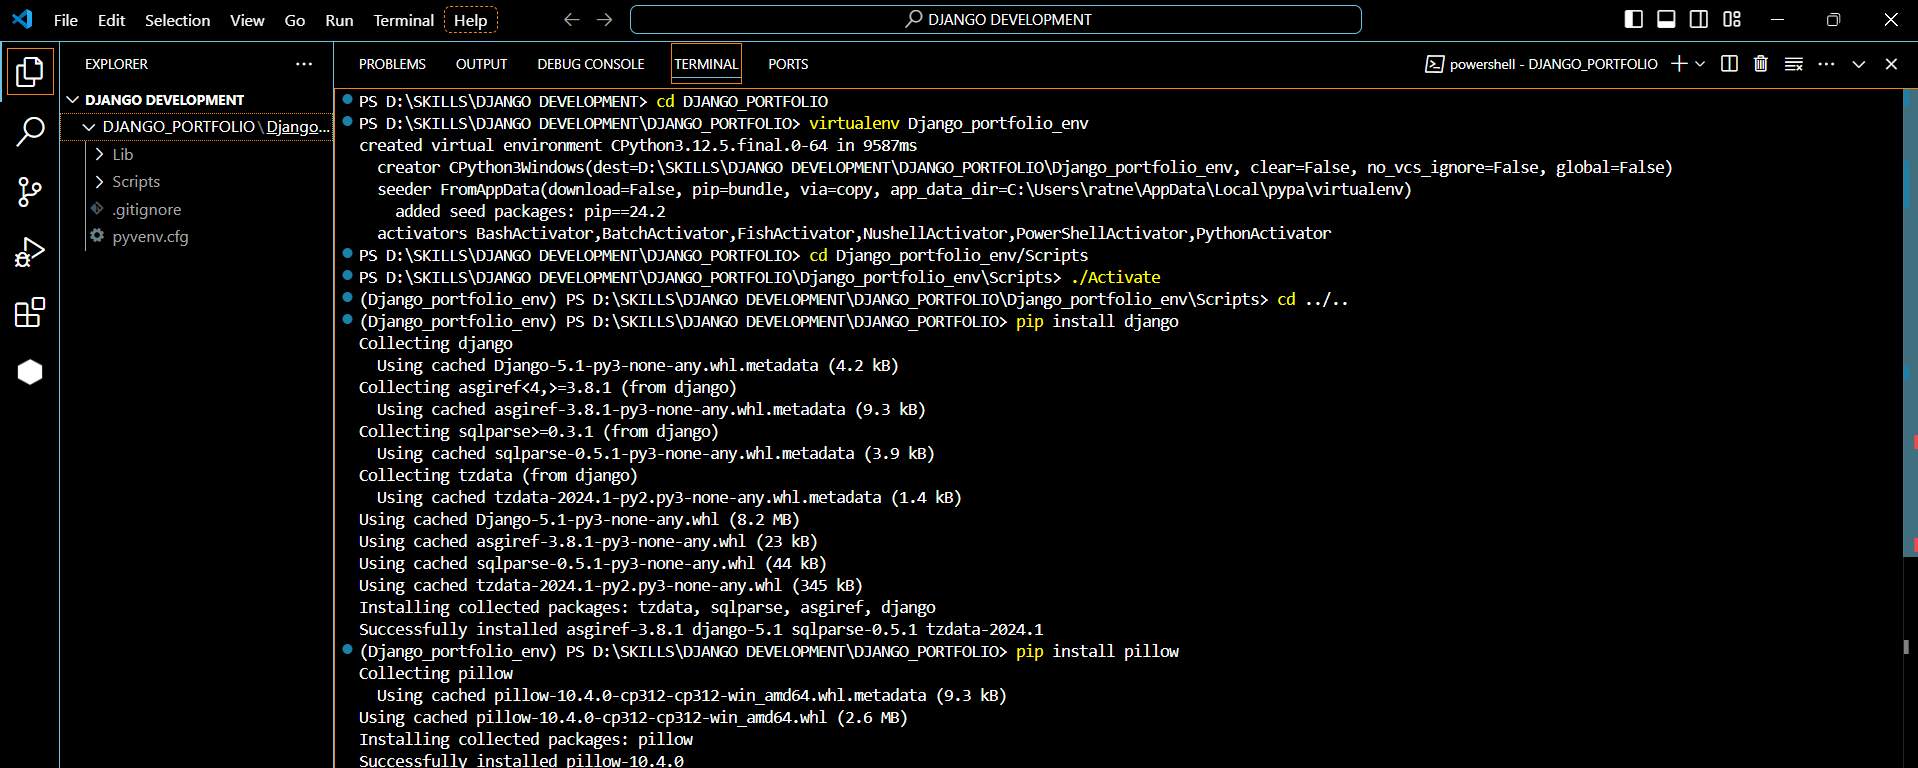 File Edit Selection View Go Run Terminal Help DJANGO DEVELOPMENT
EXPLORER
DJANGO DEVELOPMENT
DJANGO_PORTFOLIO\Django...
Lib
Scripts
.gitignore
pyvenv.cfg
PROBLEMS OUTPUT DEBUG CONSOLE TERMINAL PORTS powershell - DJANGO_PORTFOLIO
PS D:\SKILLS\DJANGO DEVELOPMENT> cd DJANGO_PORTFOLIO
PS D:\SKILLS\DJANGO DEVELOPMENT\DJANGO_PORTFOLIO> virtualenv Django_portfolio_env
created virtual environment CPython3.12.5.final.0-64 in 9587ms
creator CPython3Windows(dest=D:\SKILLS\DJANGO DEVELOPMENT\DJANGO_PORTFOLIO\Django_portfolio_env, clear=False, no_vcs_ignore=False, global=False)
seeder FromAppData(download=False, pip=bundle, via=copy, app_data_dir=C:\Users\ratne\AppData\Local\pypa\virtualenv)
added seed packages: pip==24.2
activators BashActivator,BatchActivator,FishActivator,NushellActivator,PowerShellActivator,PythonActivator
PS D:\SKILLS\DJANGO DEVELOPMENT\DJANGO_PORTFOLIO> cd Django_portfolio_env/Scripts
PS D:\SKILLS\DJANGO DEVELOPMENT\DJANGO_PORTFOLIO\Django_portfolio_env\Scripts> ./Activate
(Django_portfolio_env) PS D:\SKILLS\DJANGO DEVELOPMENT\DJANGO_PORTFOLIO\Django_portfolio_env\Scripts> cd ../..
(Django_portfolio_env) PS D:\SKILLS\DJANGO DEVELOPMENT\DJANGO_PORTFOLIO> pip install django
Collecting django
Using cached Django-5.1-py3-none-any.whl.metadata (4.2 kB)
Collecting asgiref<4,>=3.8.1 (from django)
Using cached asgiref-3.8.1-py3-none-any.whl.metadata (9.3 kB)
Collecting sqlparse>=0.3.1 (from django)
Using cached sqlparse-0.5.1-py3-none-any.whl.metadata (3.9 kB)
Collecting tzdata (from django)
Using cached tzdata-2024.1-py2.py3-none-any.whl.metadata (1.4 kB)
Using cached Django-5.1-py3-none-any.whl (8.2 MB)
Using cached asgiref-3.8.1-py3-none-any.whl (23 kB)
Using cached sqlparse-0.5.1-py3-none-any.whl (44 kB)
Using cached tzdata-2024.1-py2.py3-none-any.whl (345 kB)
Installing collected packages: tzdata, sqlparse, asgiref, django
Successfully installed asgiref-3.8.1 django-5.1 sqlparse-0.5.1 tzdata-2024.1
(Django_portfolio_env) PS D:\SKILLS\DJANGO DEVELOPMENT\DJANGO_PORTFOLIO> pip install pillow
Collecting pillow
Using cached pillow-10.4.0-cp312-cp312-win_amd64.whl.metadata (9.3 kB)
Using cached pillow-10.4.0-cp312-cp312-win_amd64.whl (2.6 MB)
Installing collected packages: pillow
Successfully installed pillow-10.4.0